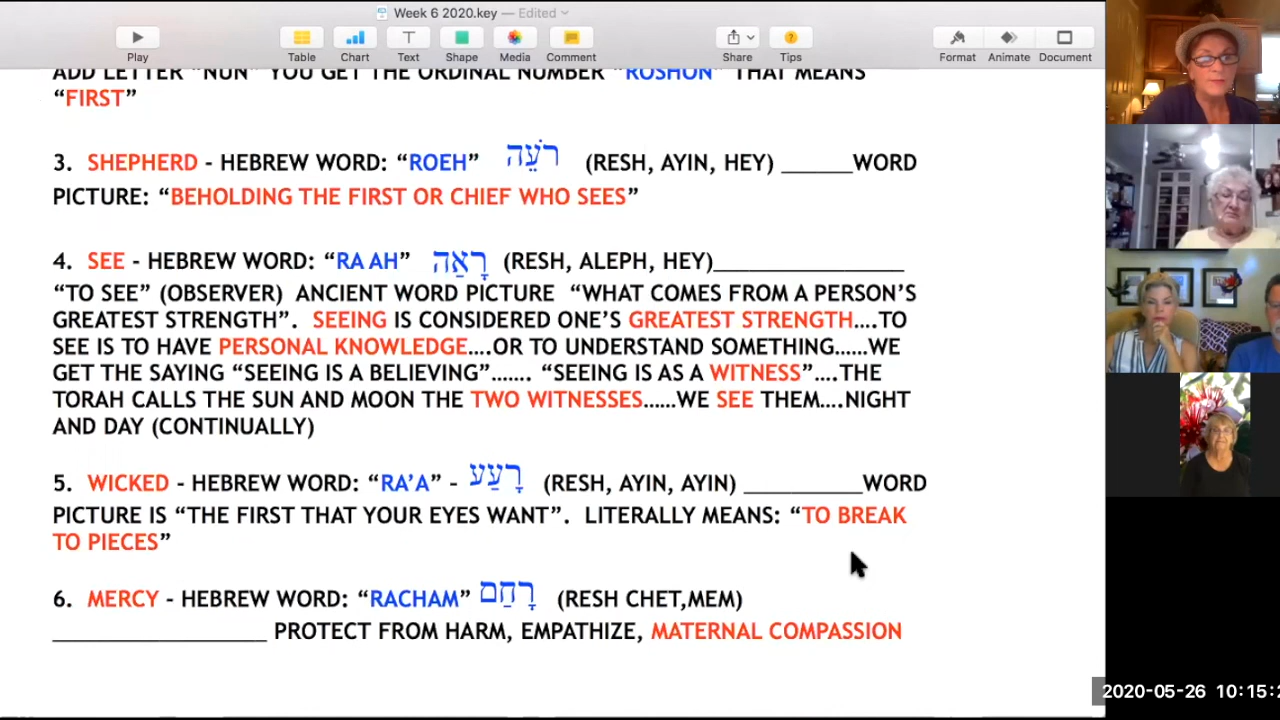 Week 6 2020.key — Edited
Play Table Chart Text Shape Media Comment Share Tips Format Animate Document
ADD LETTER “NUN” YOU GET THE ORDINAL NUMBER “ROSHON” THAT MEANS
“FIRST”
3. SHEPHERD - HEBREW WORD: “ROEH” רֹעֵה (RESH, AYIN, HEY) ______WORD
PICTURE: “BEHOLDING THE FIRST OR CHIEF WHO SEES”
4. SEE - HEBREW WORD: “RA AH” רָאַה (RESH, ALEPH, HEY)________________
“TO SEE” (OBSERVER) ANCIENT WORD PICTURE “WHAT COMES FROM A PERSON’S
GREATEST STRENGTH”. SEEING IS CONSIDERED ONE’S GREATEST STRENGTH....TO
SEE IS TO HAVE PERSONAL KNOWLEDGE....OR TO UNDERSTAND SOMETHING......WE
GET THE SAYING “SEEING IS A BELIEVING”....... “SEEING IS AS A WITNESS”....THE
TORAH CALLS THE SUN AND MOON THE TWO WITNESSES......WE SEE THEM....NIGHT
AND DAY (CONTINUALLY)
5. WICKED - HEBREW WORD: “RA’A” - רָעַע (RESH, AYIN, AYIN) __________WORD
PICTURE IS “THE FIRST THAT YOUR EYES WANT”. LITERALLY MEANS: “TO BREAK
TO PIECES”
6. MERCY - HEBREW WORD: “RACHAM” רָחַם (RESH CHET,MEM)
__________________ PROTECT FROM HARM, EMPATHIZE, MATERNAL COMPASSION
2020-05-26 10:15:2